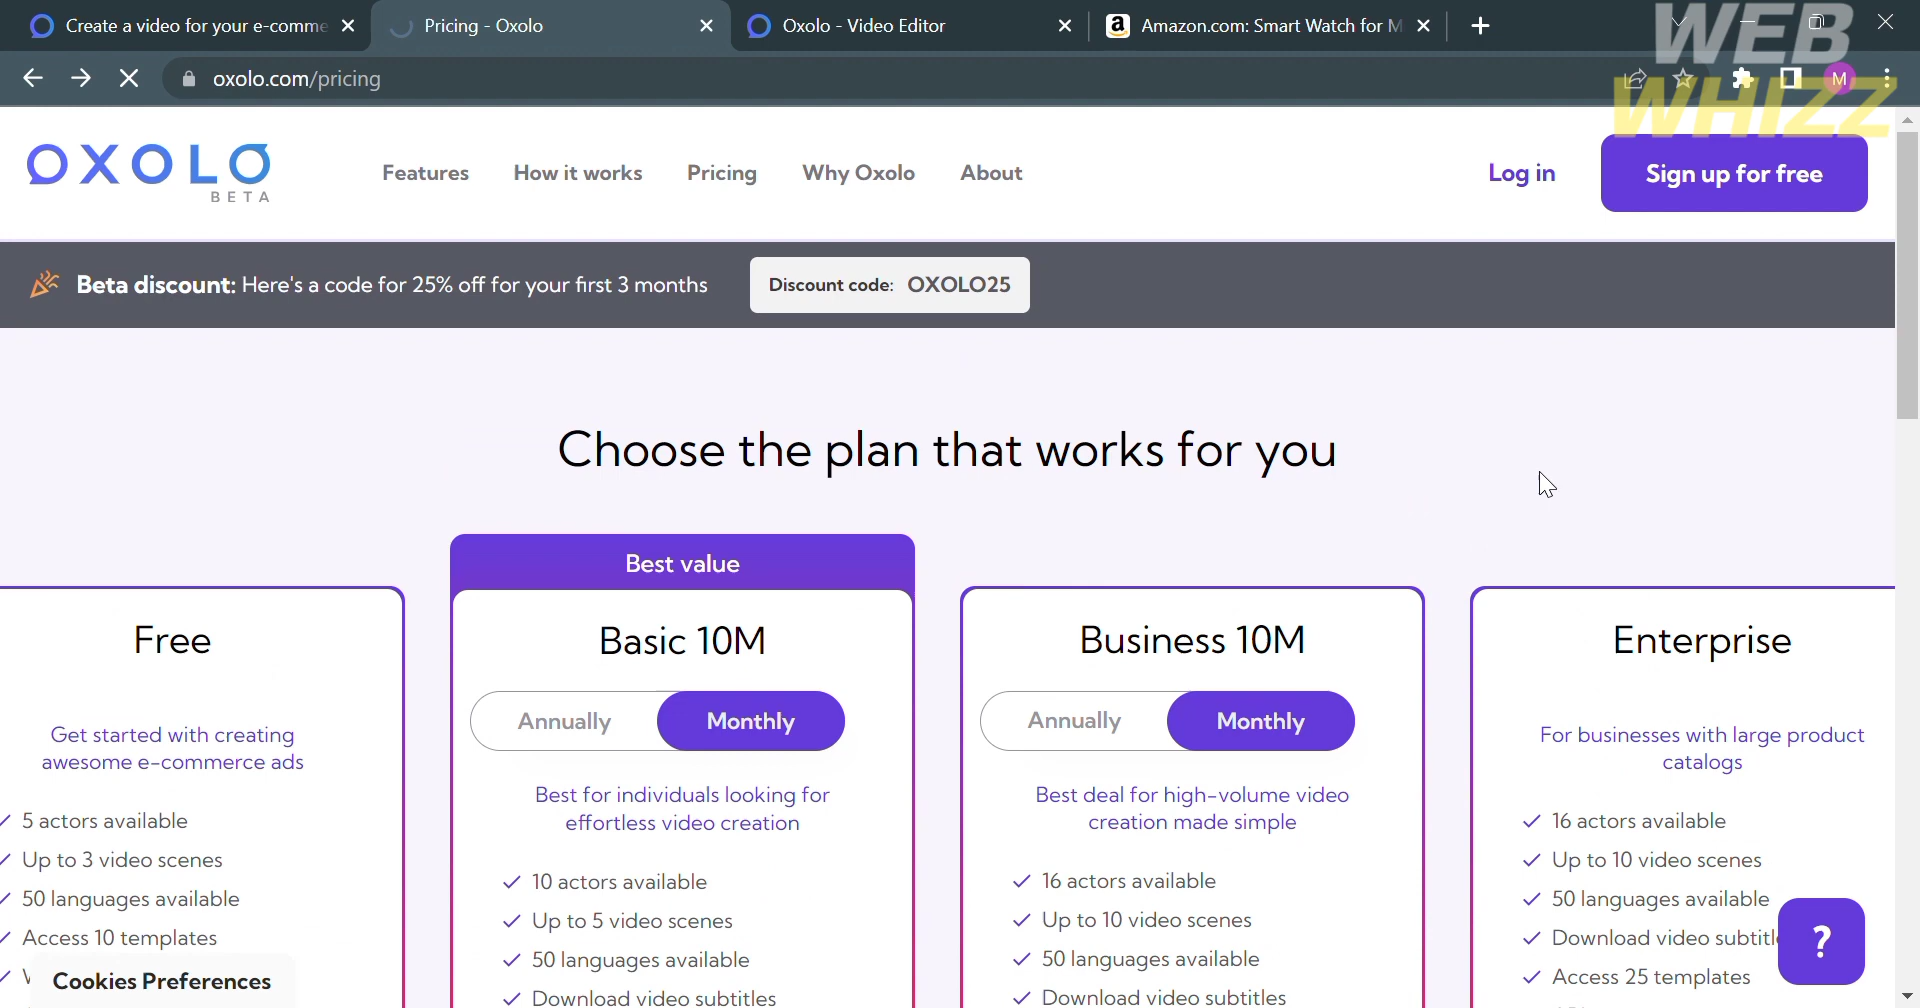 Create a video for your e-comme
Pricing - Oxolo
Oxolo - Video Editor
Amazon.com: Smart Watch for M
WEB
WHIZZ
oxolo.com/pricing
M
OXOLO
BETA
Features
How it works
Pricing
Why Oxolo
About
Log in
Sign up for free
Beta discount: Here's a code for 25% off for your first 3 months
Discount code: OXOLO25
Choose the plan that works for you
Free
Get started with creating
awesome e-commerce ads
5 actors available
Up to 3 video scenes
50 languages available
Access 10 templates
Cookies Preferences
Best value
Basic 10M
Annually
Monthly
Best for individuals looking for
effortless video creation
10 actors available
Up to 5 video scenes
50 languages available
Download video subtitles
Business 10M
Annually
Monthly
Best deal for high-volume video
creation made simple
16 actors available
Up to 10 video scenes
50 languages available
Download video subtitles
Enterprise
For businesses with large product
catalogs
16 actors available
Up to 10 video scenes
50 languages available
Download video subtitl
Access 25 templates
?